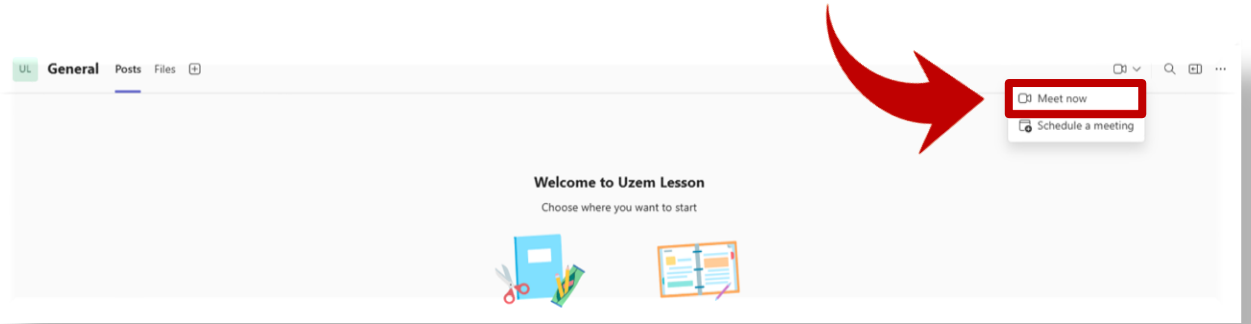 UL General Posts Files
Meet now
Schedule a meeting
Welcome to Uzem Lesson
Choose where you want to start